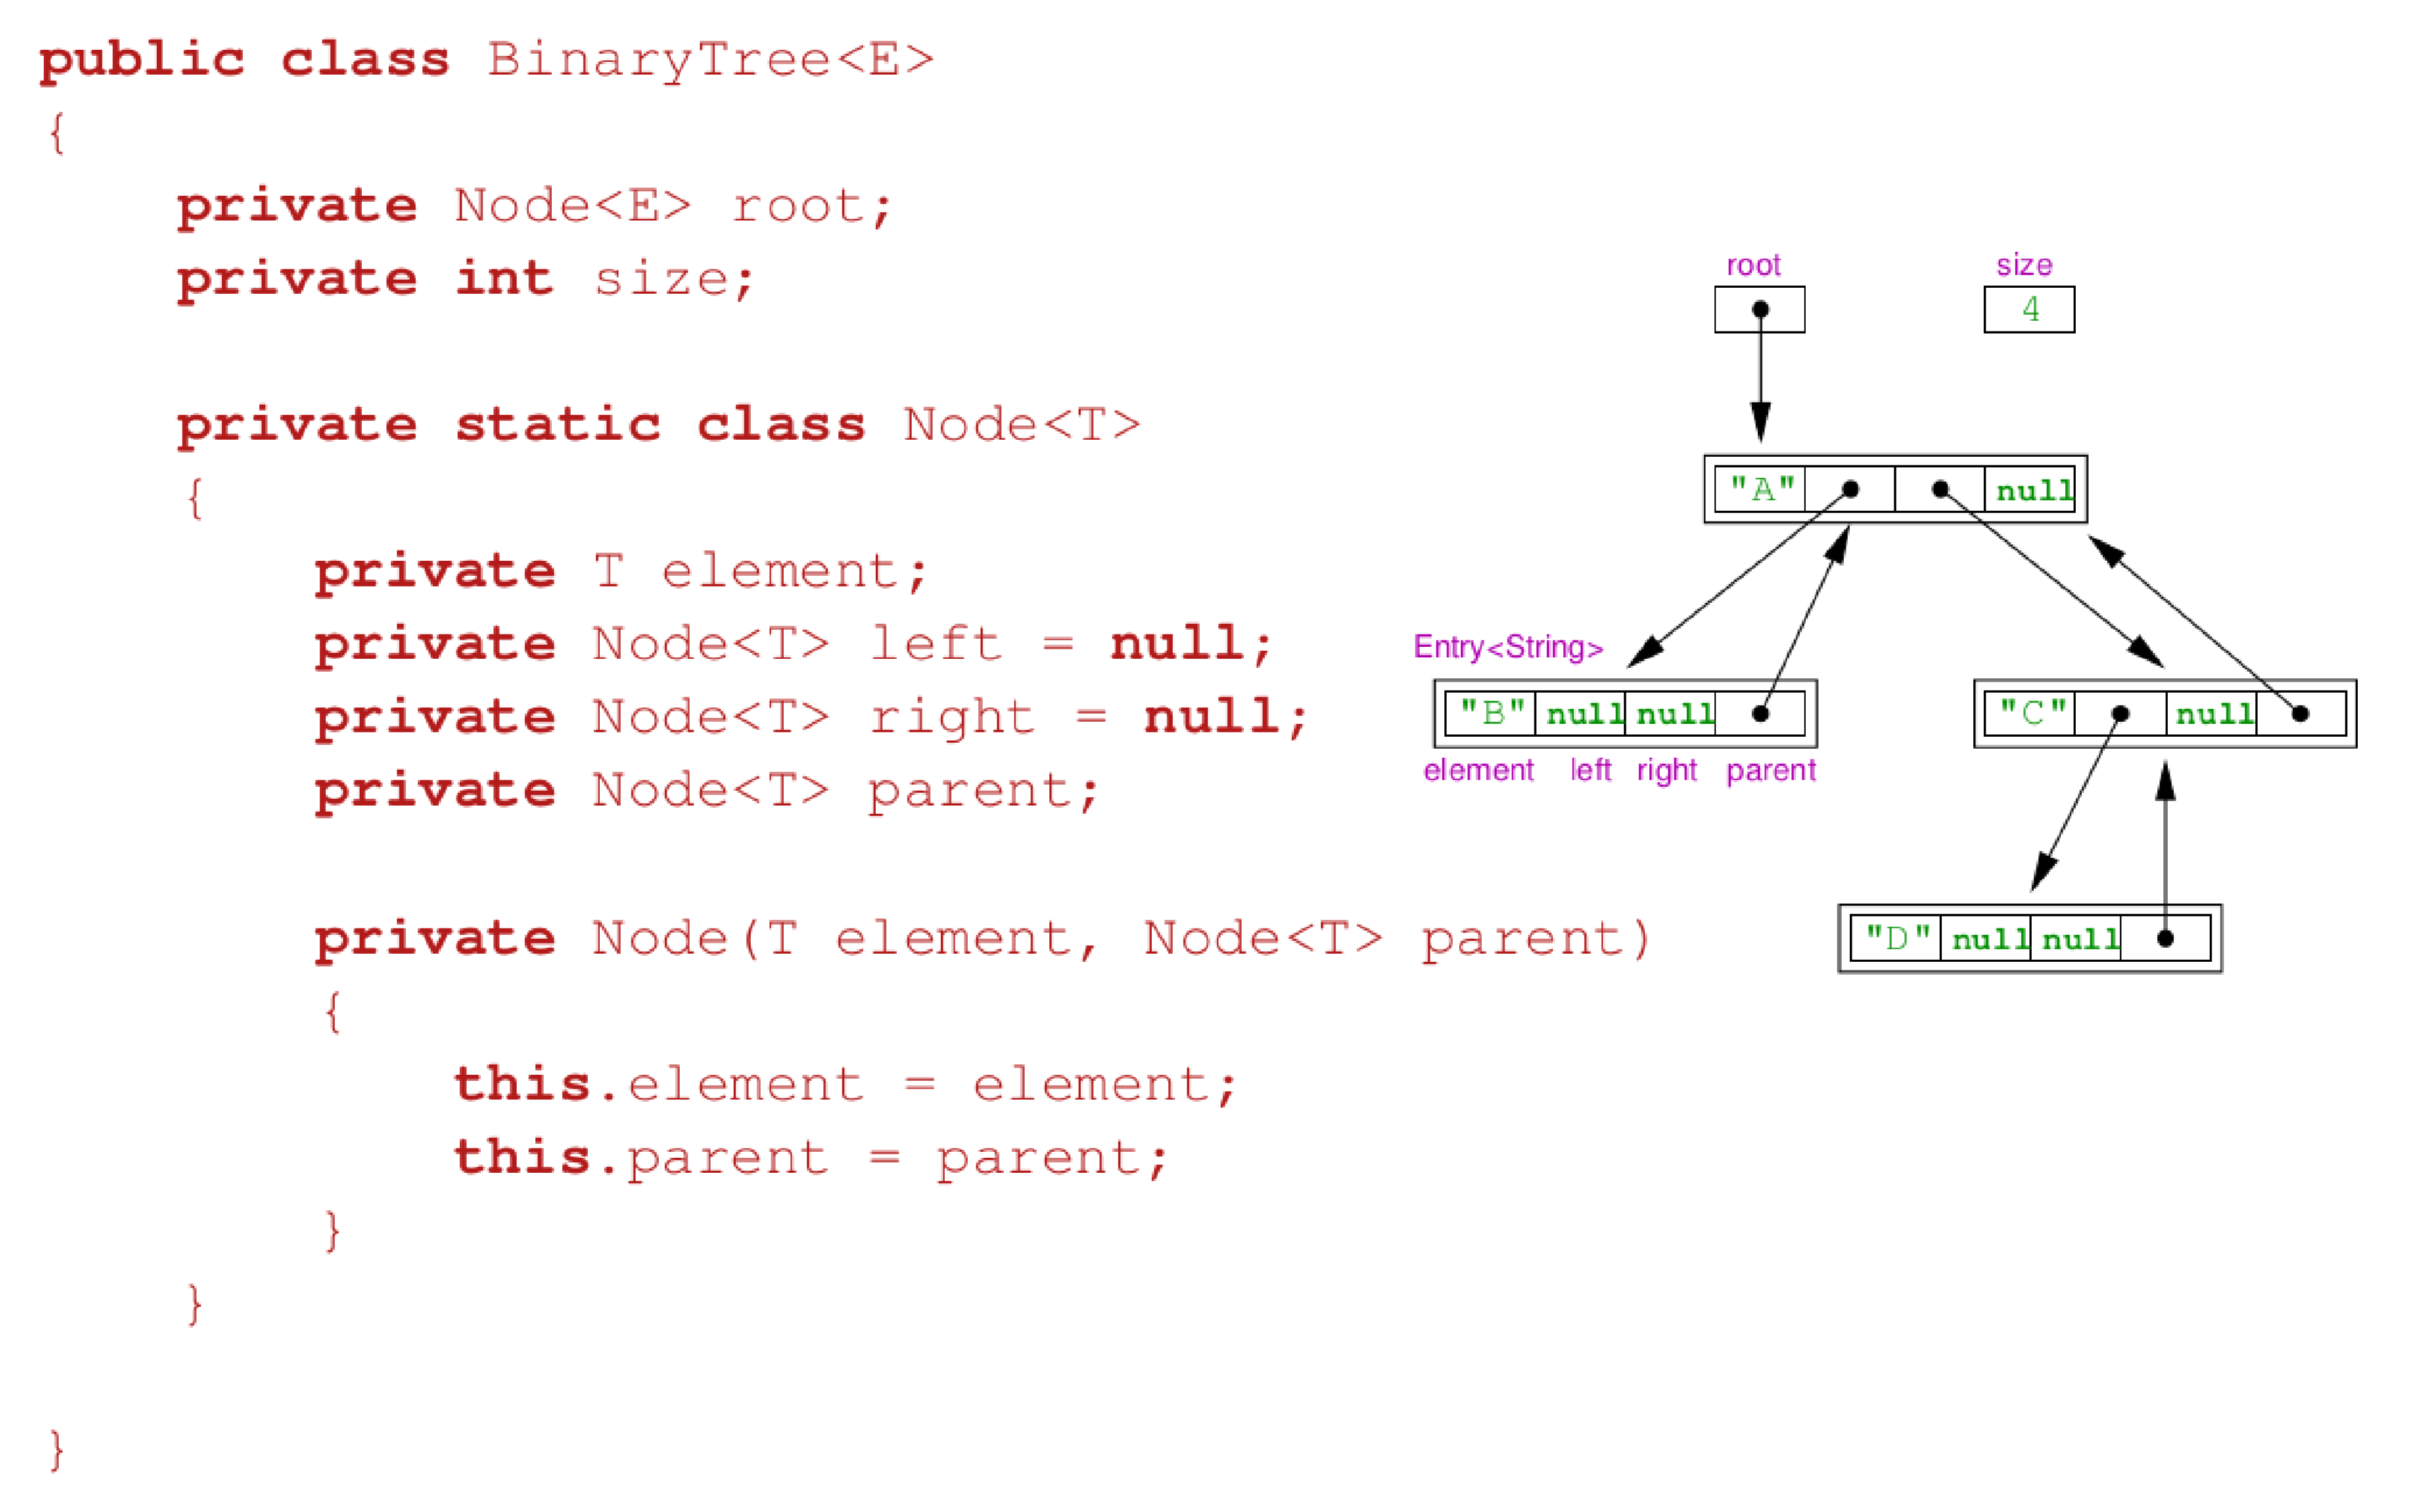 public class BinaryTree<E>
{
private Node<E> root;
private int size;
private static class Node<T>
{
private T element;
private Node<T> left = null;
private Node<T> right = null;
private Node<T> parent;
private Node(T element, Node<T> parent)
{
this.element = element;
this.parent = parent;
}
}
}
root size
4
"A" null
Entry<String>
"B" null null
"C" null
element left right parent
"D" null null